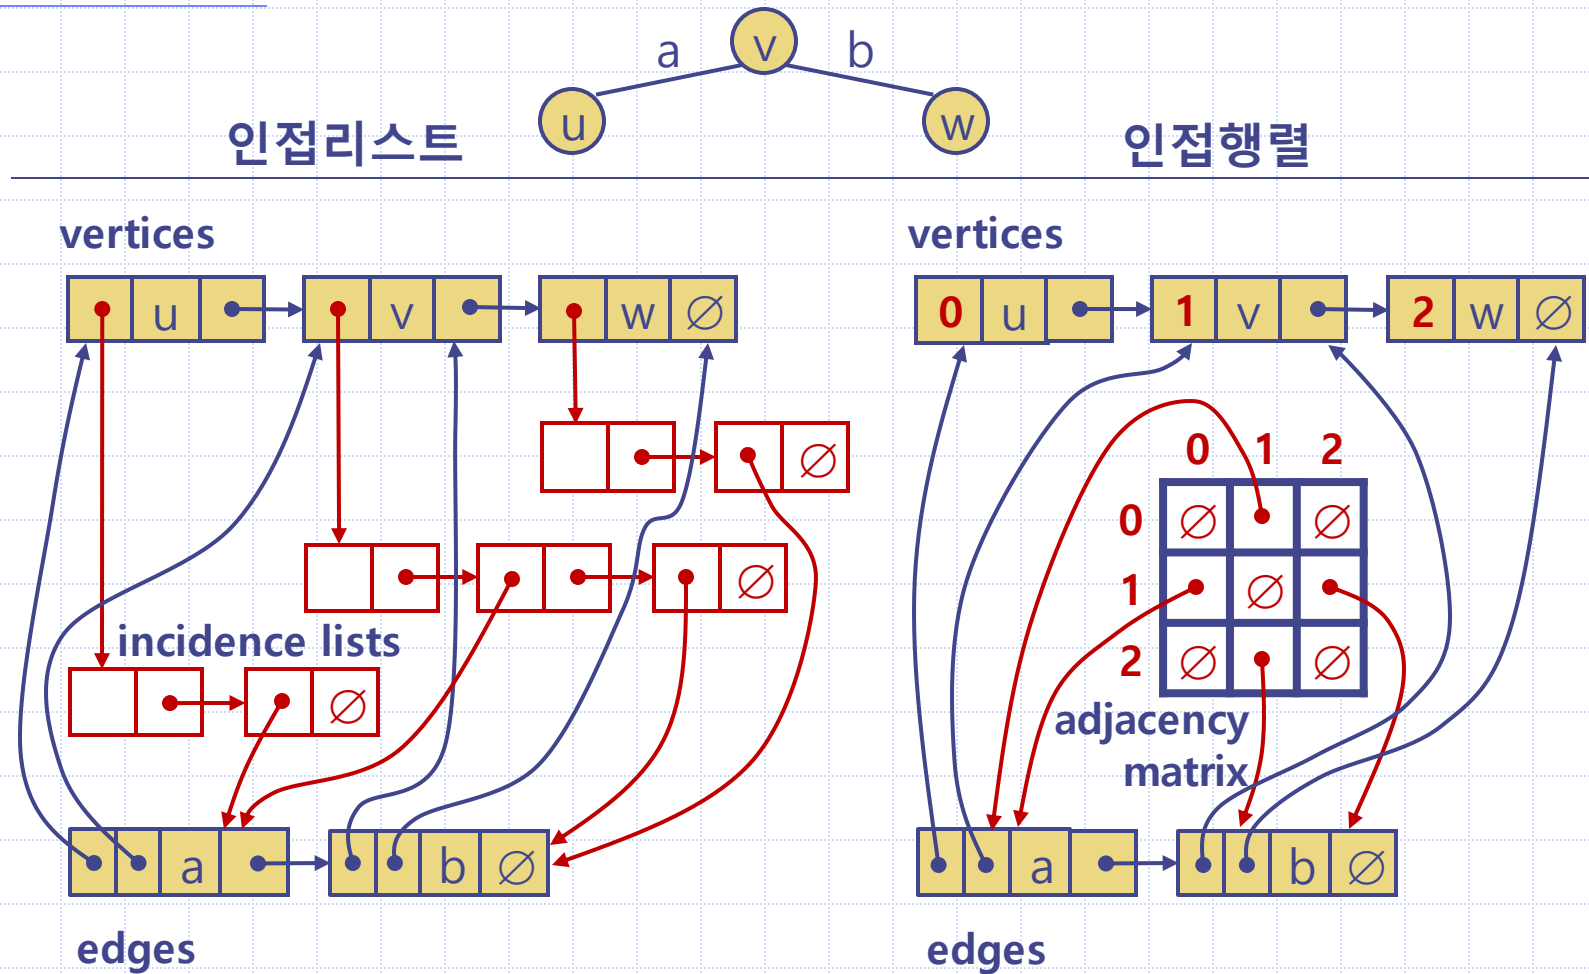 a v b
u w
인접리스트 인접행렬
vertices
u v w ∅
∅
∅
incidence lists
∅
a b ∅
edges
vertices
0 u 1 v 2 w ∅
0 1 2
0 ∅ ∅
1 ∅
2 ∅ ∅
adjacency
matrix
a b ∅
edges